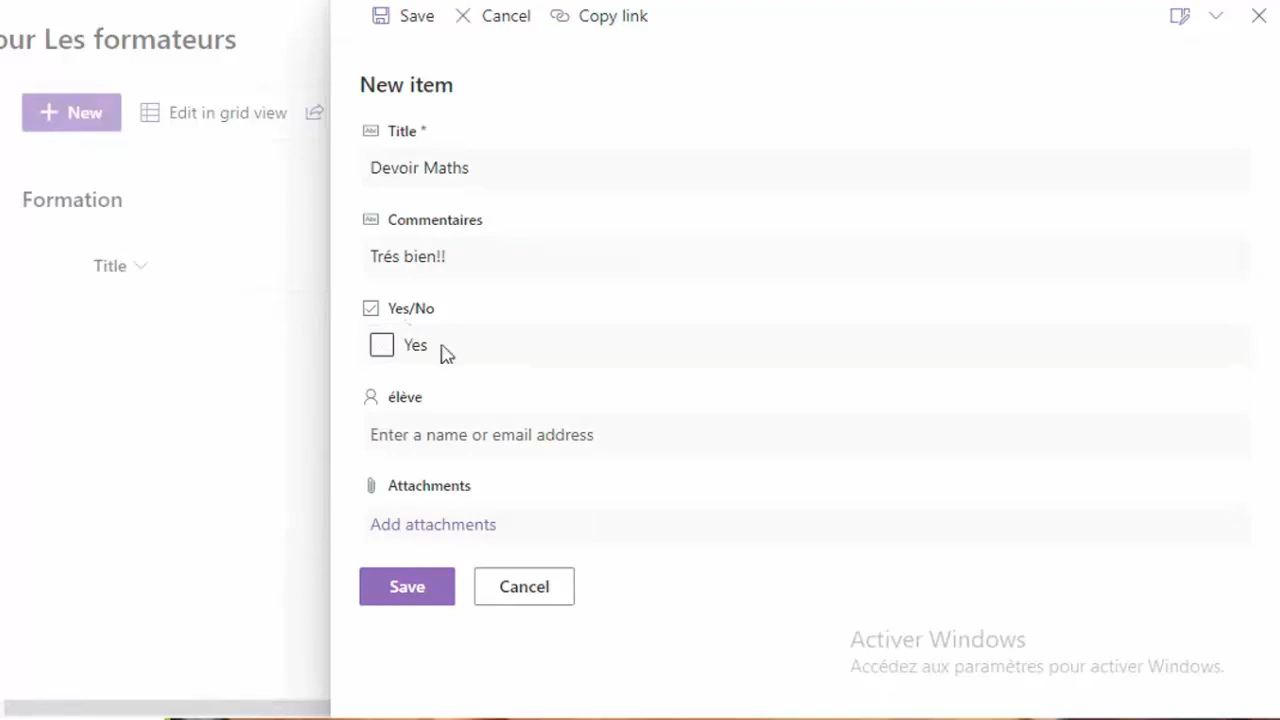 our Les formateurs
New
Edit in grid view
Formation
Title
Save
Cancel
Copy link
New item
Abc Title *
Devoir Maths
Abc Commentaires
Trés bien!!
Yes/No
Yes
élève
Enter a name or email address
Attachments
Add attachments
Save
Cancel
Activer Windows
Accédez aux paramètres pour activer Windows.